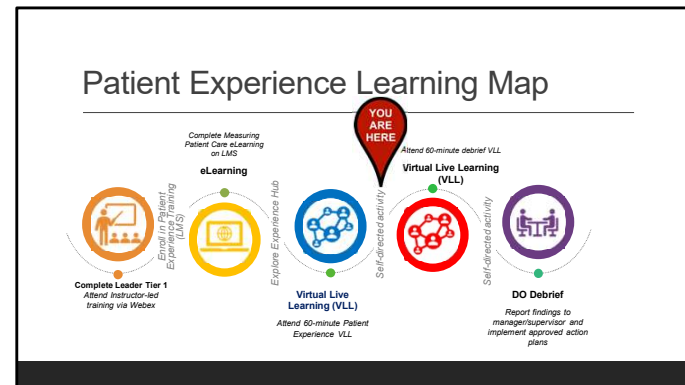 Patient Experience Learning Map
YOU
ARE
HERE
Complete Measuring
Patient Care eLearning
on LMS
eLearning
Attend 60-minute debrief VLL
Virtual Live Learning
(VLL)
Enroll in Patient
Experience Training
(LMS)
Explore Experience Hub
Self-directed activity
Self-directed activity
Complete Leader Tier 1
Attend Instructor-led
training via Webex
Virtual Live
Learning (VLL)
Attend 60-minute Patient
Experience VLL
DO Debrief
Report findings to
manager/supervisor and
implement approved action
plans